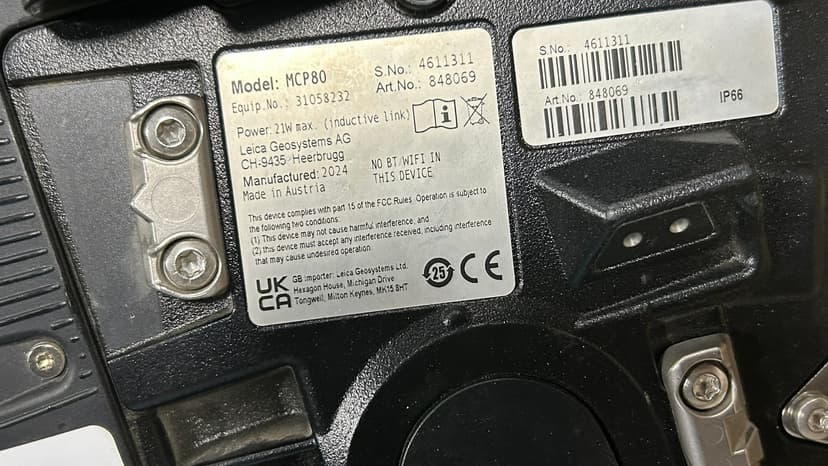 Model: MCP80
S.No.: 4611311
Equip.No.: 31058232
Art.No.: 848069
Power: 21W max. (inductive link)
Leica Geosystems AG
CH-9435 Heerbrugg
Manufactured: 2024
Made in Austria
NO BT/WIFI IN
THIS DEVICE
This device complies with part 15 of the FCC Rules. Operation is subject to
the following two conditions:
(1) This device may not cause harmful interference, and
(2) this device must accept any interference received, including interference
that may cause undesired operation.
UK
CA
GB Importer: Leica Geosystems Ltd.
Hexagon House, Michigan Drive
Tongwell, Milton Keynes, MK15 8HT
25
CE
S.No.: 4611311
Art.No.: 848069
IP66